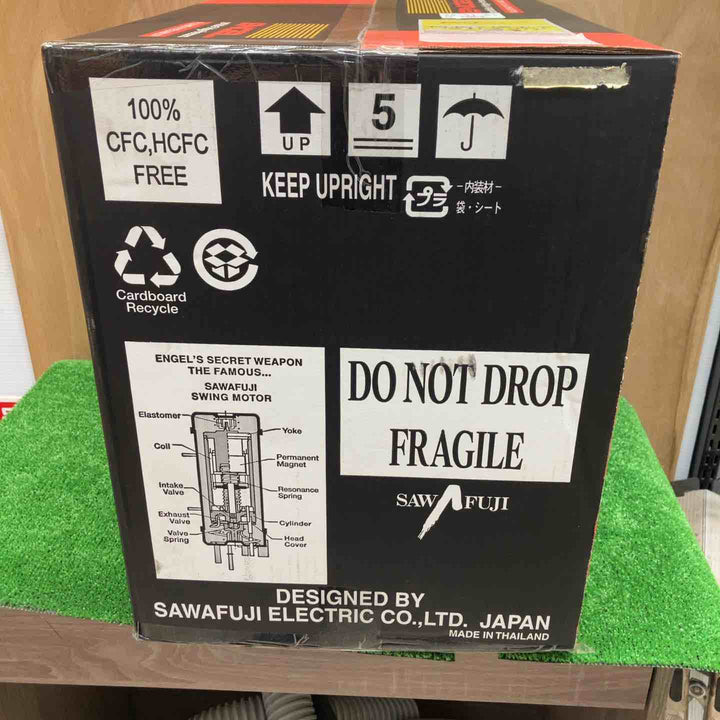 100%
CFC,HCFC
FREE
UP
5
KEEP UPRIGHT
プラ
-内装材-
袋・シート
Cardboard
Recycle
ENGEL'S SECRET WEAPON
THE FAMOUS...
SAWAFUJI
SWING MOTOR
Elastomer
Yoke
Coil
Permanent
Magnet
Intake
Valve
Resonance
Spring
Exhaust
Valve
Cylinder
Valve
Spring
Head
Cover
DO NOT DROP
FRAGILE
SAWAFUJI
DESIGNED BY
SAWAFUJI ELECTRIC CO.,LTD. JAPAN
MADE IN THAILAND